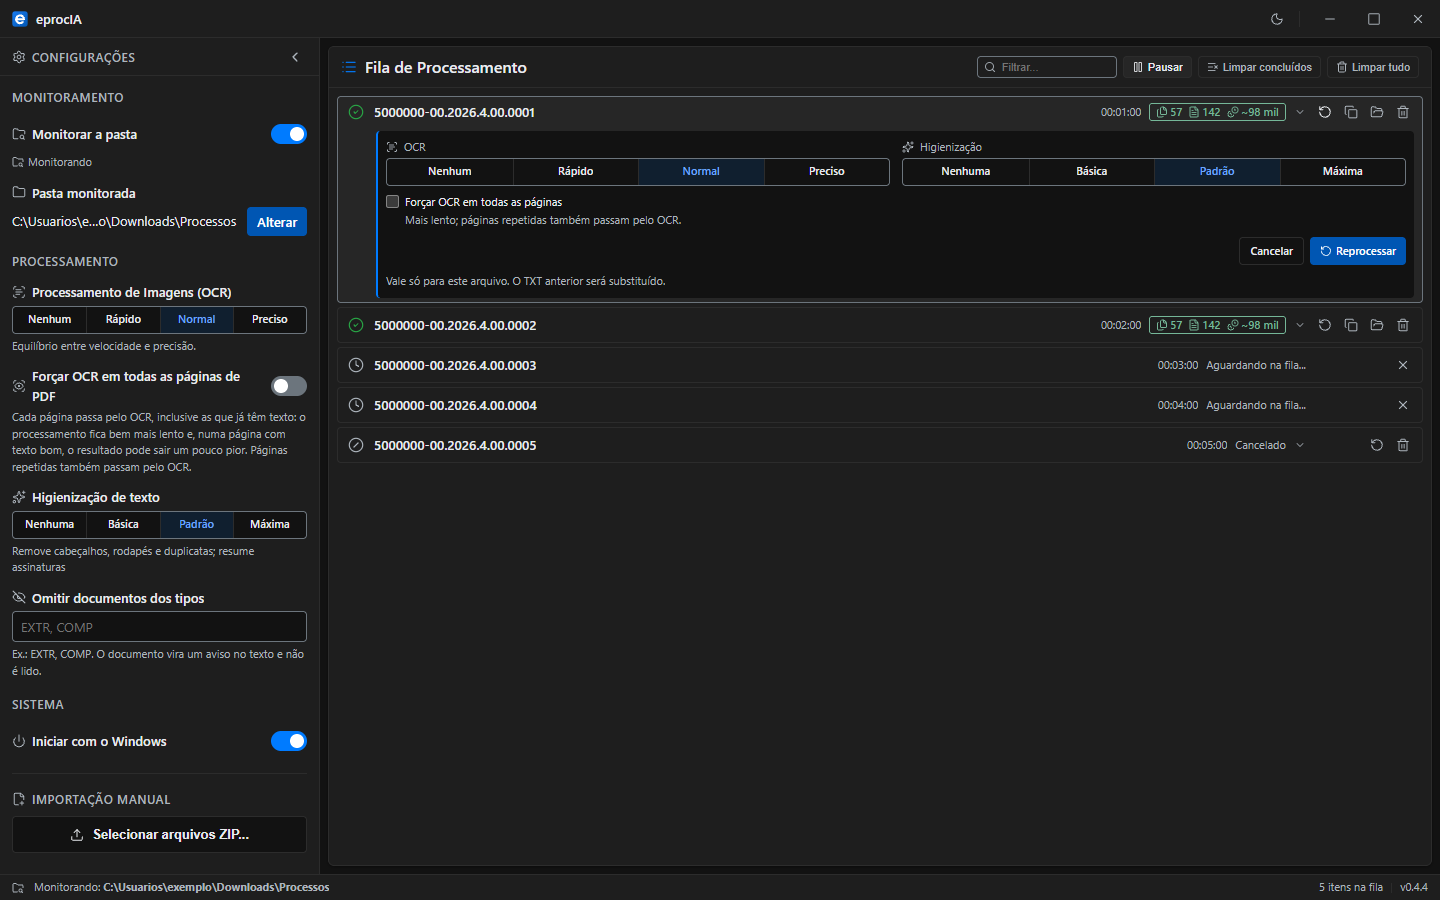 eprocIA
CONFIGURAÇÕES
MONITORAMENTO
Monitorar a pasta
Monitorando
Pasta monitorada
C:\Usuarios\e...o\Downloads\Processos
Alterar
PROCESSAMENTO
Processamento de Imagens (OCR)
Nenhum Rápido Normal Preciso
Equilíbrio entre velocidade e precisão.
Forçar OCR em todas as páginas de
PDF
Cada página passa pelo OCR, inclusive as que já têm texto: o
processamento fica bem mais lento e, numa página com
texto bom, o resultado pode sair um pouco pior. Páginas
repetidas também passam pelo OCR.
Higienização de texto
Nenhuma Básica Padrão Máxima
Remove cabeçalhos, rodapés e duplicatas; resume
assinaturas
Omitir documentos dos tipos
EXTR, COMP
Ex.: EXTR, COMP. O documento vira um aviso no texto e não
é lido.
SISTEMA
Iniciar com o Windows
IMPORTAÇÃO MANUAL
Selecionar arquivos ZIP...
Fila de Processamento
Filtrar...
Pausar
Limpar concluídos
Limpar tudo
5000000-00.2026.4.00.0001 00:01:00 57 142 ~98 mil
OCR
Nenhum Rápido Normal Preciso
Higienização
Nenhuma Básica Padrão Máxima
Forçar OCR em todas as páginas
Mais lento; páginas repetidas também passam pelo OCR.
Cancelar Reprocessar
Vale só para este arquivo. O TXT anterior será substituído.
5000000-00.2026.4.00.0002 00:02:00 57 142 ~98 mil
5000000-00.2026.4.00.0003 00:03:00 Aguardando na fila...
5000000-00.2026.4.00.0004 00:04:00 Aguardando na fila...
5000000-00.2026.4.00.0005 00:05:00 Cancelado
Monitorando: C:\Usuarios\exemplo\Downloads\Processos
5 itens na fila v0.4.4